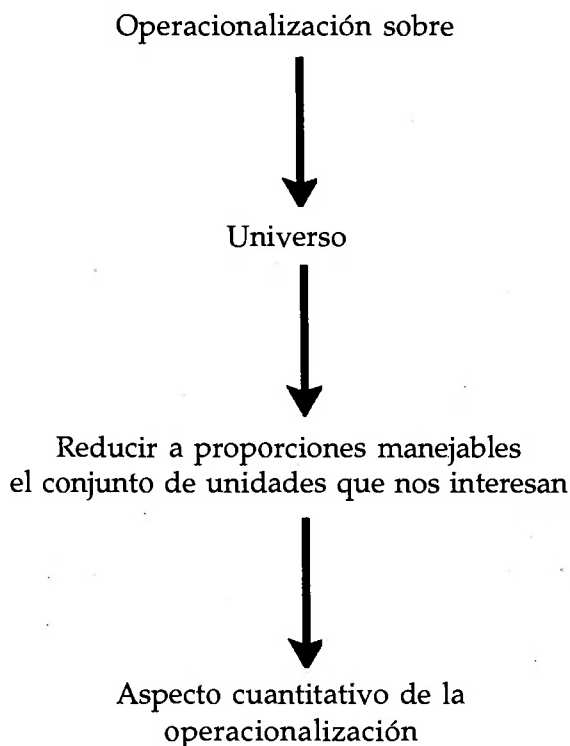 Operacionalización sobre
Universo
Reducir a proporciones manejables
el conjunto de unidades que nos interesan
Aspecto cuantitativo de la
operacionalización